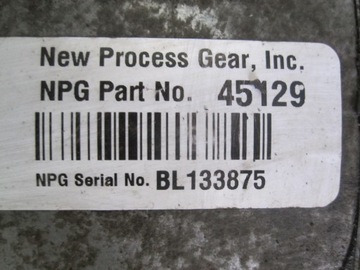 New Process Gear, Inc.
NPG Part No. 45129
NPG Serial No. BL133875